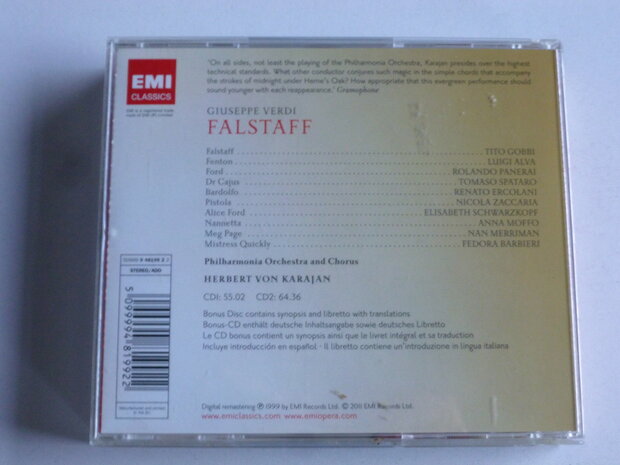 "On all sides, not least the playing of the Philharmonia Orchestra, Karajan presides over the highest
technical standards. What other conductor conjures such magic in the simple chords that accompany
the strokes of midnight under Herne's Oak? How appropriate that this evergreen performance should
sound younger with each reappearance,' Gramophone
EMI
CLASSICS
GIUSEPPE VERDI
FALSTAFF
Falstaff TITO GOBBI
Fenton LUIGI ALVA
Ford ROLANDO PANERAI
Dr Cajus TOMASO SPATARO
Bardolfo RENATO ERCOLANI
Pistola NICOLA ZACCARIA
Alice Ford ELISABETH SCHWARZKOPF
Nannetta ANNA MOFFO
Meg Page NAN MERRIMAN
Mistress Quickly FEDORA BARBIERI
Philharmonia Orchestra and Chorus
HERBERT VON KARAJAN
CD1: 55.02 CD2: 64.36
Bonus Disc contains synopsis and libretto with translations
Bonus-CD enthält deutsche Inhaltsangabe sowie deutsches Libretto
Le CD bonus contient un synopsis ainsi que le livret intégral et sa traduction
Incluye introducción en español · Il libretto contiene un'introduzione in lingua italiana
STEREO/ADD
5 099994 819922
Digital remastering ℗ 1999 by EMI Records Ltd. © 2011 EMI Records Ltd.
www.emiclassics.com www.emiopera.com